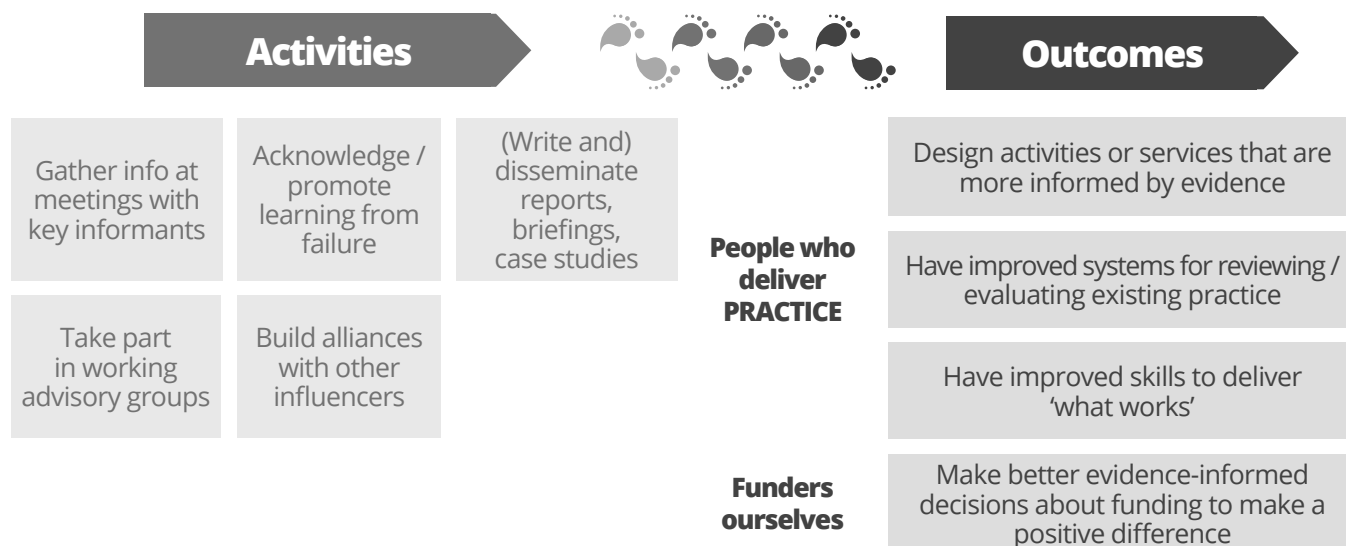 Activities
Outcomes
Gather info at
meetings with
key informants
Acknowledge /
promote
learning from
failure
(Write and)
disseminate
reports,
briefings,
case studies
Take part
in working
advisory groups
Build alliances
with other
influencers
People who
deliver
PRACTICE
Design activities or services that are
more informed by evidence
Have improved systems for reviewing /
evaluating existing practice
Have improved skills to deliver
‘what works’
Funders
ourselves
Make better evidence-informed
decisions about funding to make a
positive difference